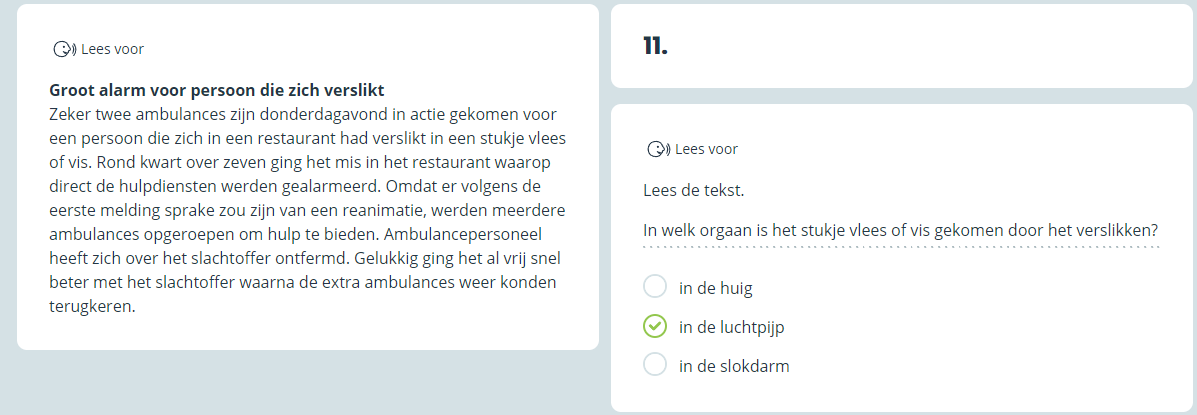 Lees voor
Groot alarm voor persoon die zich verslikt
Zeker twee ambulances zijn donderdagavond in actie gekomen voor
een persoon die zich in een restaurant had verslikt in een stukje vlees
of vis. Rond kwart over zeven ging het mis in het restaurant waarop
direct de hulpdiensten werden gealarmeerd. Omdat er volgens de
eerste melding sprake zou zijn van een reanimatie, werden meerdere
ambulances opgeroepen om hulp te bieden. Ambulancepersoneel
heeft zich over het slachtoffer ontfermd. Gelukkig ging het al vrij snel
beter met het slachtoffer waarna de extra ambulances weer konden
terugkeren.
11.
Lees voor
Lees de tekst.
In welk orgaan is het stukje vlees of vis gekomen door het verslikken?
in de huig
in de luchtpijp
in de slokdarm